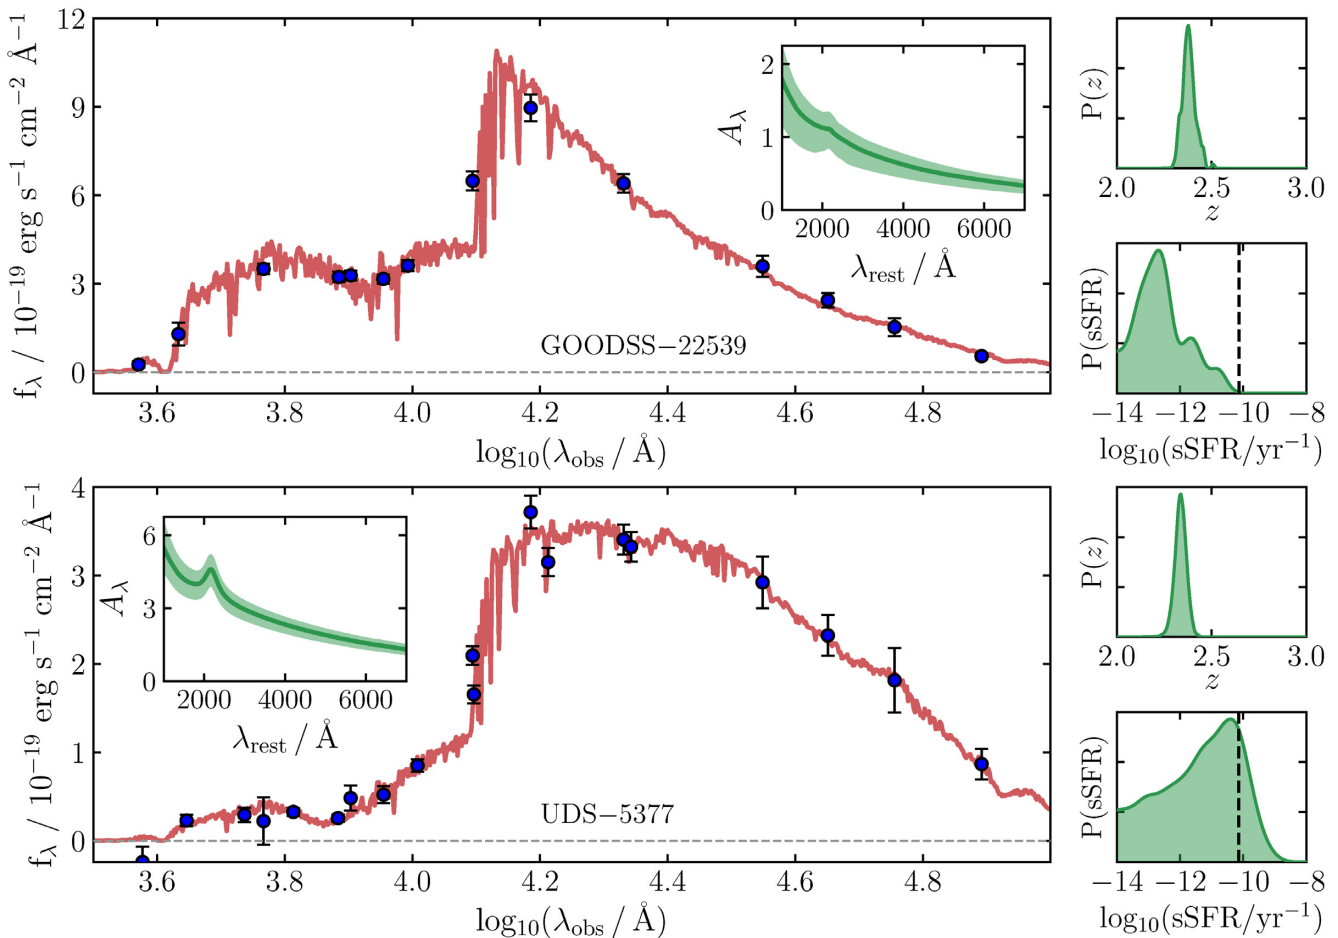 12
9
6
3
0
f_λ / 10⁻¹⁹ erg s⁻¹ cm⁻² Å⁻¹
3.6 3.8 4.0 4.2 4.4 4.6 4.8
log₁₀(λ_obs / Å)
GOODSS−22539
2
1
0
A_λ
2000 4000 6000
λ_rest / Å
P(z)
2.0 2.5 3.0
z
P(sSFR)
−14 −12 −10 −8
log₁₀(sSFR/yr⁻¹)
4
3
2
1
0
f_λ / 10⁻¹⁹ erg s⁻¹ cm⁻² Å⁻¹
3.6 3.8 4.0 4.2 4.4 4.6 4.8
log₁₀(λ_obs / Å)
UDS−5377
6
3
0
A_λ
2000 4000 6000
λ_rest / Å
P(z)
2.0 2.5 3.0
z
P(sSFR)
−14 −12 −10 −8
log₁₀(sSFR/yr⁻¹)